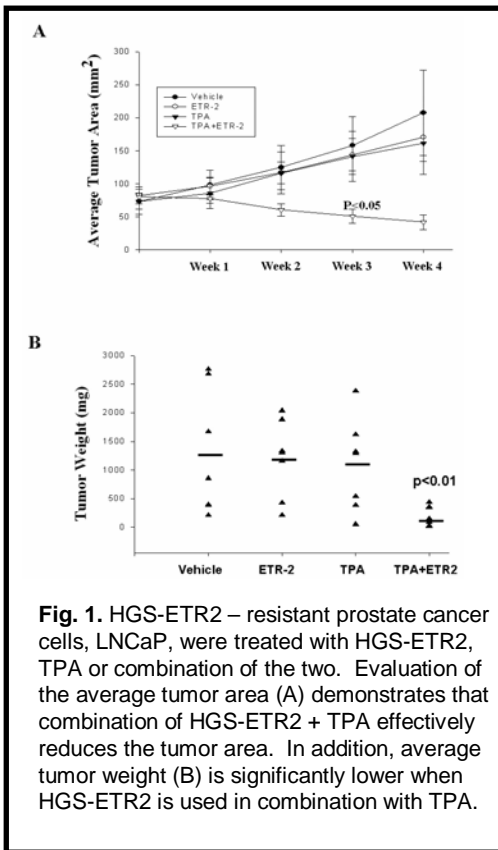 A
Average Tumor Area (mm2)
300
250
200
150
100
50
0
Vehicle
ETR-2
TPA
TPA+ETR-2
P<0.05
Week 1 Week 2 Week 3 Week 4
B
Tumor Weight (mg)
3000
2500
2000
1500
1000
500
0
p<0.01
Vehicle ETR-2 TPA TPA+ETR2
Fig. 1. HGS-ETR2 – resistant prostate cancer
cells, LNCaP, were treated with HGS-ETR2,
TPA or combination of the two. Evaluation of
the average tumor area (A) demonstrates that
combination of HGS-ETR2 + TPA effectively
reduces the tumor area. In addition, average
tumor weight (B) is significantly lower when
HGS-ETR2 is used in combination with TPA.